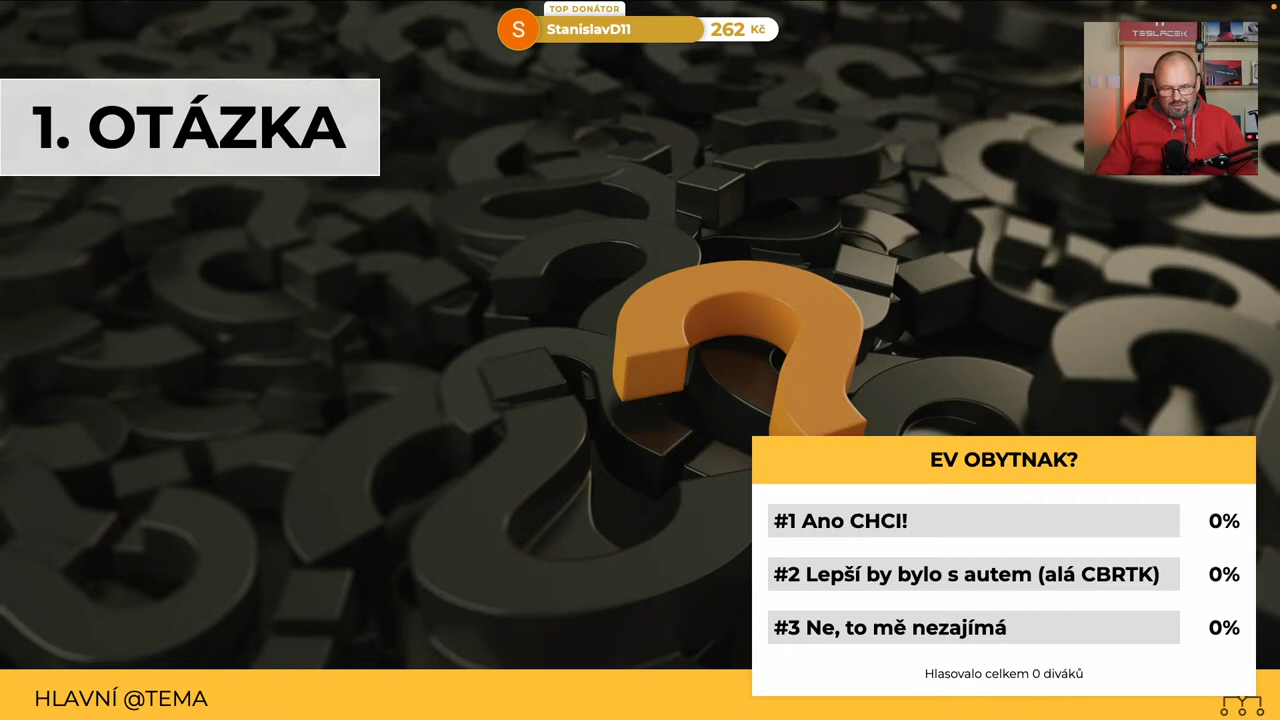 TOP DONÁTOR
S
StanislavD11
262 Kč
TESLÁCEK
1. OTÁZKA
EV OBYTNAK?
#1 Ano CHCI!
0%
#2 Lepší by bylo s autem (alá CBRTK)
0%
#3 Ne, to mě nezajímá
0%
Hlasovalo celkem 0 diváků
HLAVNÍ @TEMA